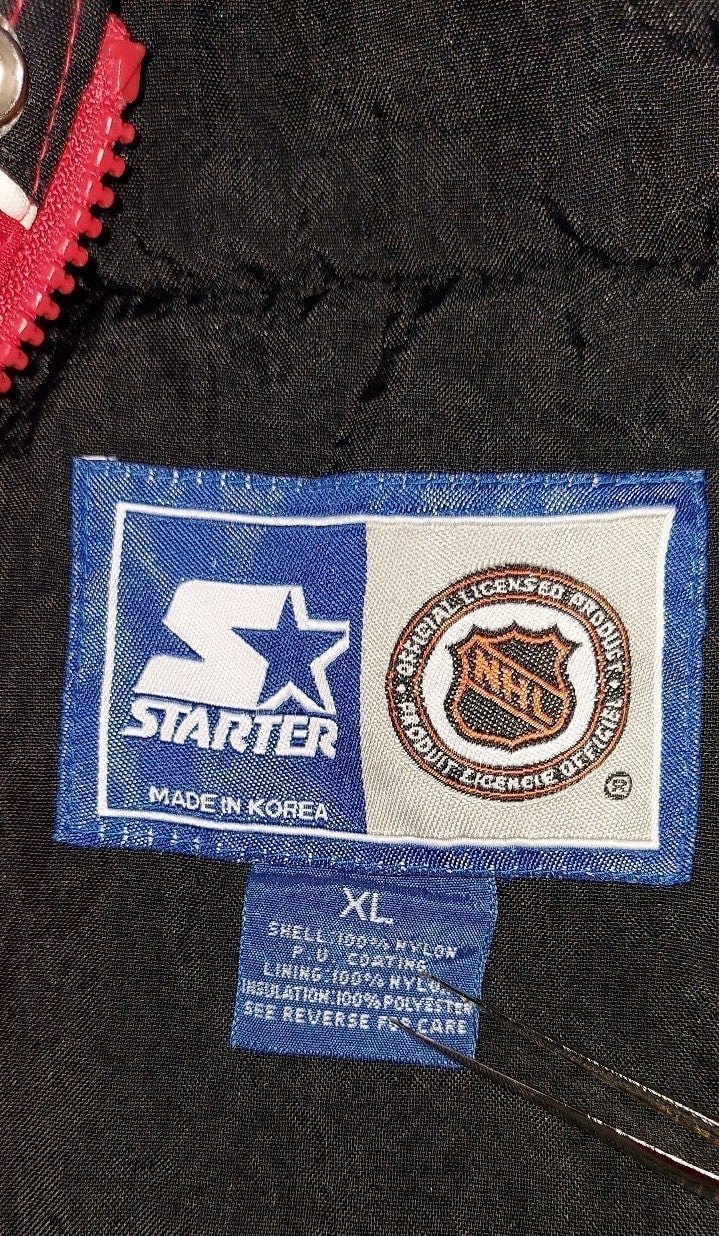 STARTER
MADE IN KOREA
OFFICIAL LICENSED PRODUCT
NHL
PRODUIT LICENCIE OFFICIEL
®
XL
SHELL:100% NYLON
P. U. COATING
LINING:100% NYLON
INSULATION:100% POLYESTER
SEE REVERSE FOR CARE